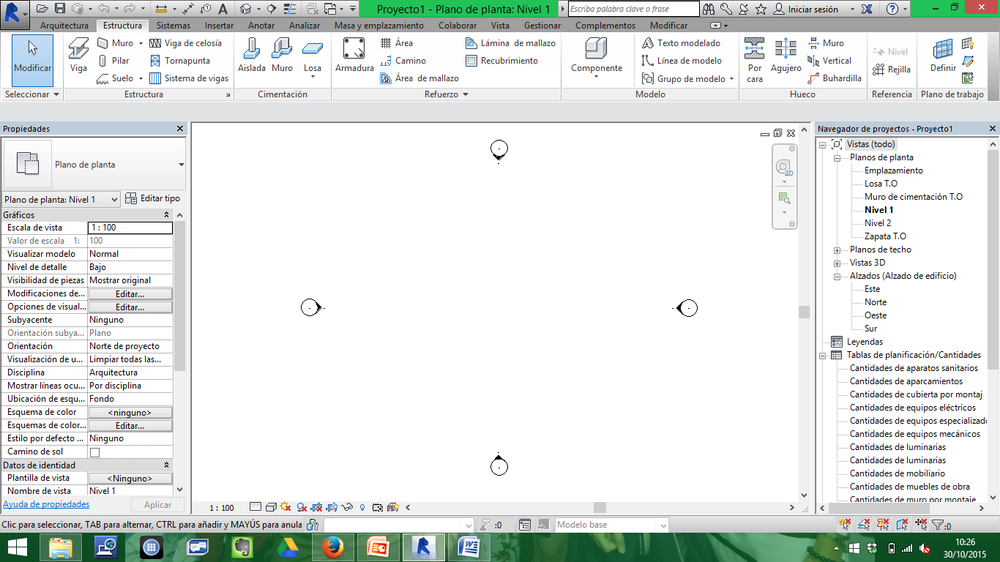 Proyecto1 - Plano de planta: Nivel 1
Escriba palabra clave o frase
Iniciar sesión
Arquitectura Estructura Sistemas Insertar Anotar Analizar Masa y emplazamiento Colaborar Vista Gestionar Complementos Modificar
Modificar
Seleccionar
Viga
Muro
Pilar
Suelo
Viga de celosía
Tornapunta
Sistema de vigas
Estructura
Aislada
Muro
Losa
Cimentación
Armadura
Área
Camino
Área de mallazo
Lámina de mallazo
Recubrimiento
Refuerzo
Componente
Texto modelado
Línea de modelo
Grupo de modelo
Modelo
Por cara
Agujero
Muro
Vertical
Buhardilla
Hueco
Nivel
Rejilla
Referencia
Definir
Plano de trabajo
Propiedades
Plano de planta
Plano de planta: Nivel 1
Editar tipo
Gráficos
Escala de vista 1 : 100
Valor de escala 1: 100
Visualizar modelo Normal
Nivel de detalle Bajo
Visibilidad de piezas Mostrar original
Modificaciones de... Editar...
Opciones de visual... Editar...
Subyacente Ninguno
Orientación subya... Plano
Orientación Norte de proyecto
Visualización de u... Limpiar todas las...
Disciplina Arquitectura
Mostrar líneas ocu... Por disciplina
Ubicación de esqu... Fondo
Esquema de color <ninguno>
Esquemas de color... Editar...
Estilo por defecto ... Ninguno
Camino de sol
Datos de identidad
Plantilla de vista <Ninguno>
Nombre de vista Nivel 1
Ayuda de propiedades
Aplicar
2D
1 : 100
Navegador de proyectos - Proyecto1
Vistas (todo)
Planos de planta
Emplazamiento
Losa T.O
Muro de cimentación T.O
Nivel 1
Nivel 2
Zapata T.O
Planos de techo
Vistas 3D
Alzados (Alzado de edificio)
Este
Norte
Oeste
Sur
Leyendas
Tablas de planificación/Cantidades
Cantidades de aparatos sanitarios
Cantidades de aparcamientos
Cantidades de cubierta por montaj
Cantidades de equipos eléctricos
Cantidades de equipos especializad
Cantidades de equipos mecánicos
Cantidades de luminarias
Cantidades de luminarias
Cantidades de mobiliario
Cantidades de muebles de obra
Cantidades de muro por montaje
Clic para seleccionar, TAB para alternar, CTRL para añadir y MAYÚS para anula
:0
Modelo base
:0
10:26
30/10/2015